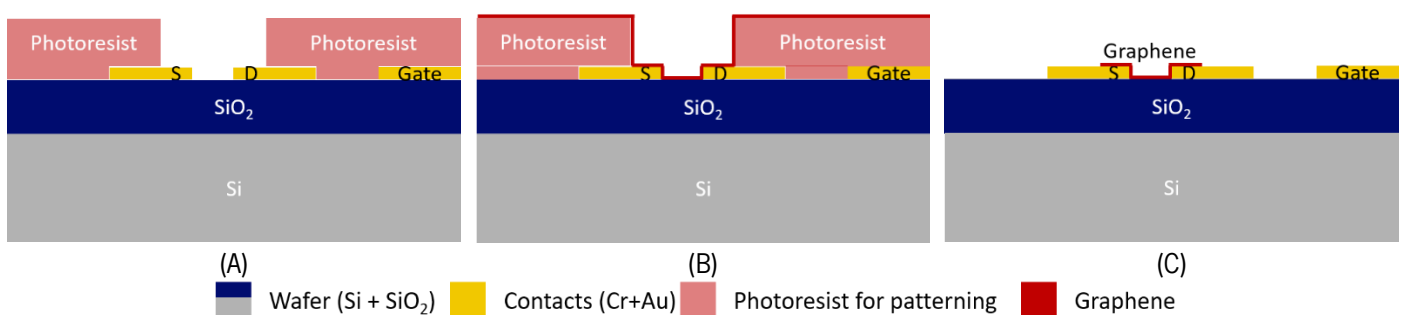 Photoresist
Photoresist
S
D
Gate
SiO₂
Si
(A)
Photoresist
Photoresist
S
D
Gate
SiO₂
Si
(B)
Graphene
S
D
Gate
SiO₂
Si
(C)
Wafer (Si + SiO₂)
Contacts (Cr+Au)
Photoresist for patterning
Graphene